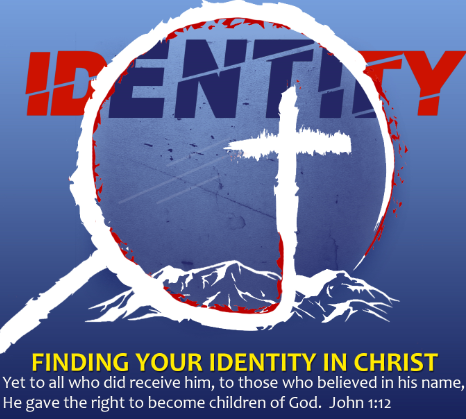 IDENTITY
FINDING YOUR IDENTITY IN CHRIST
Yet to all who did receive him, to those who believed in his name,
He gave the right to become children of God.  John 1:12